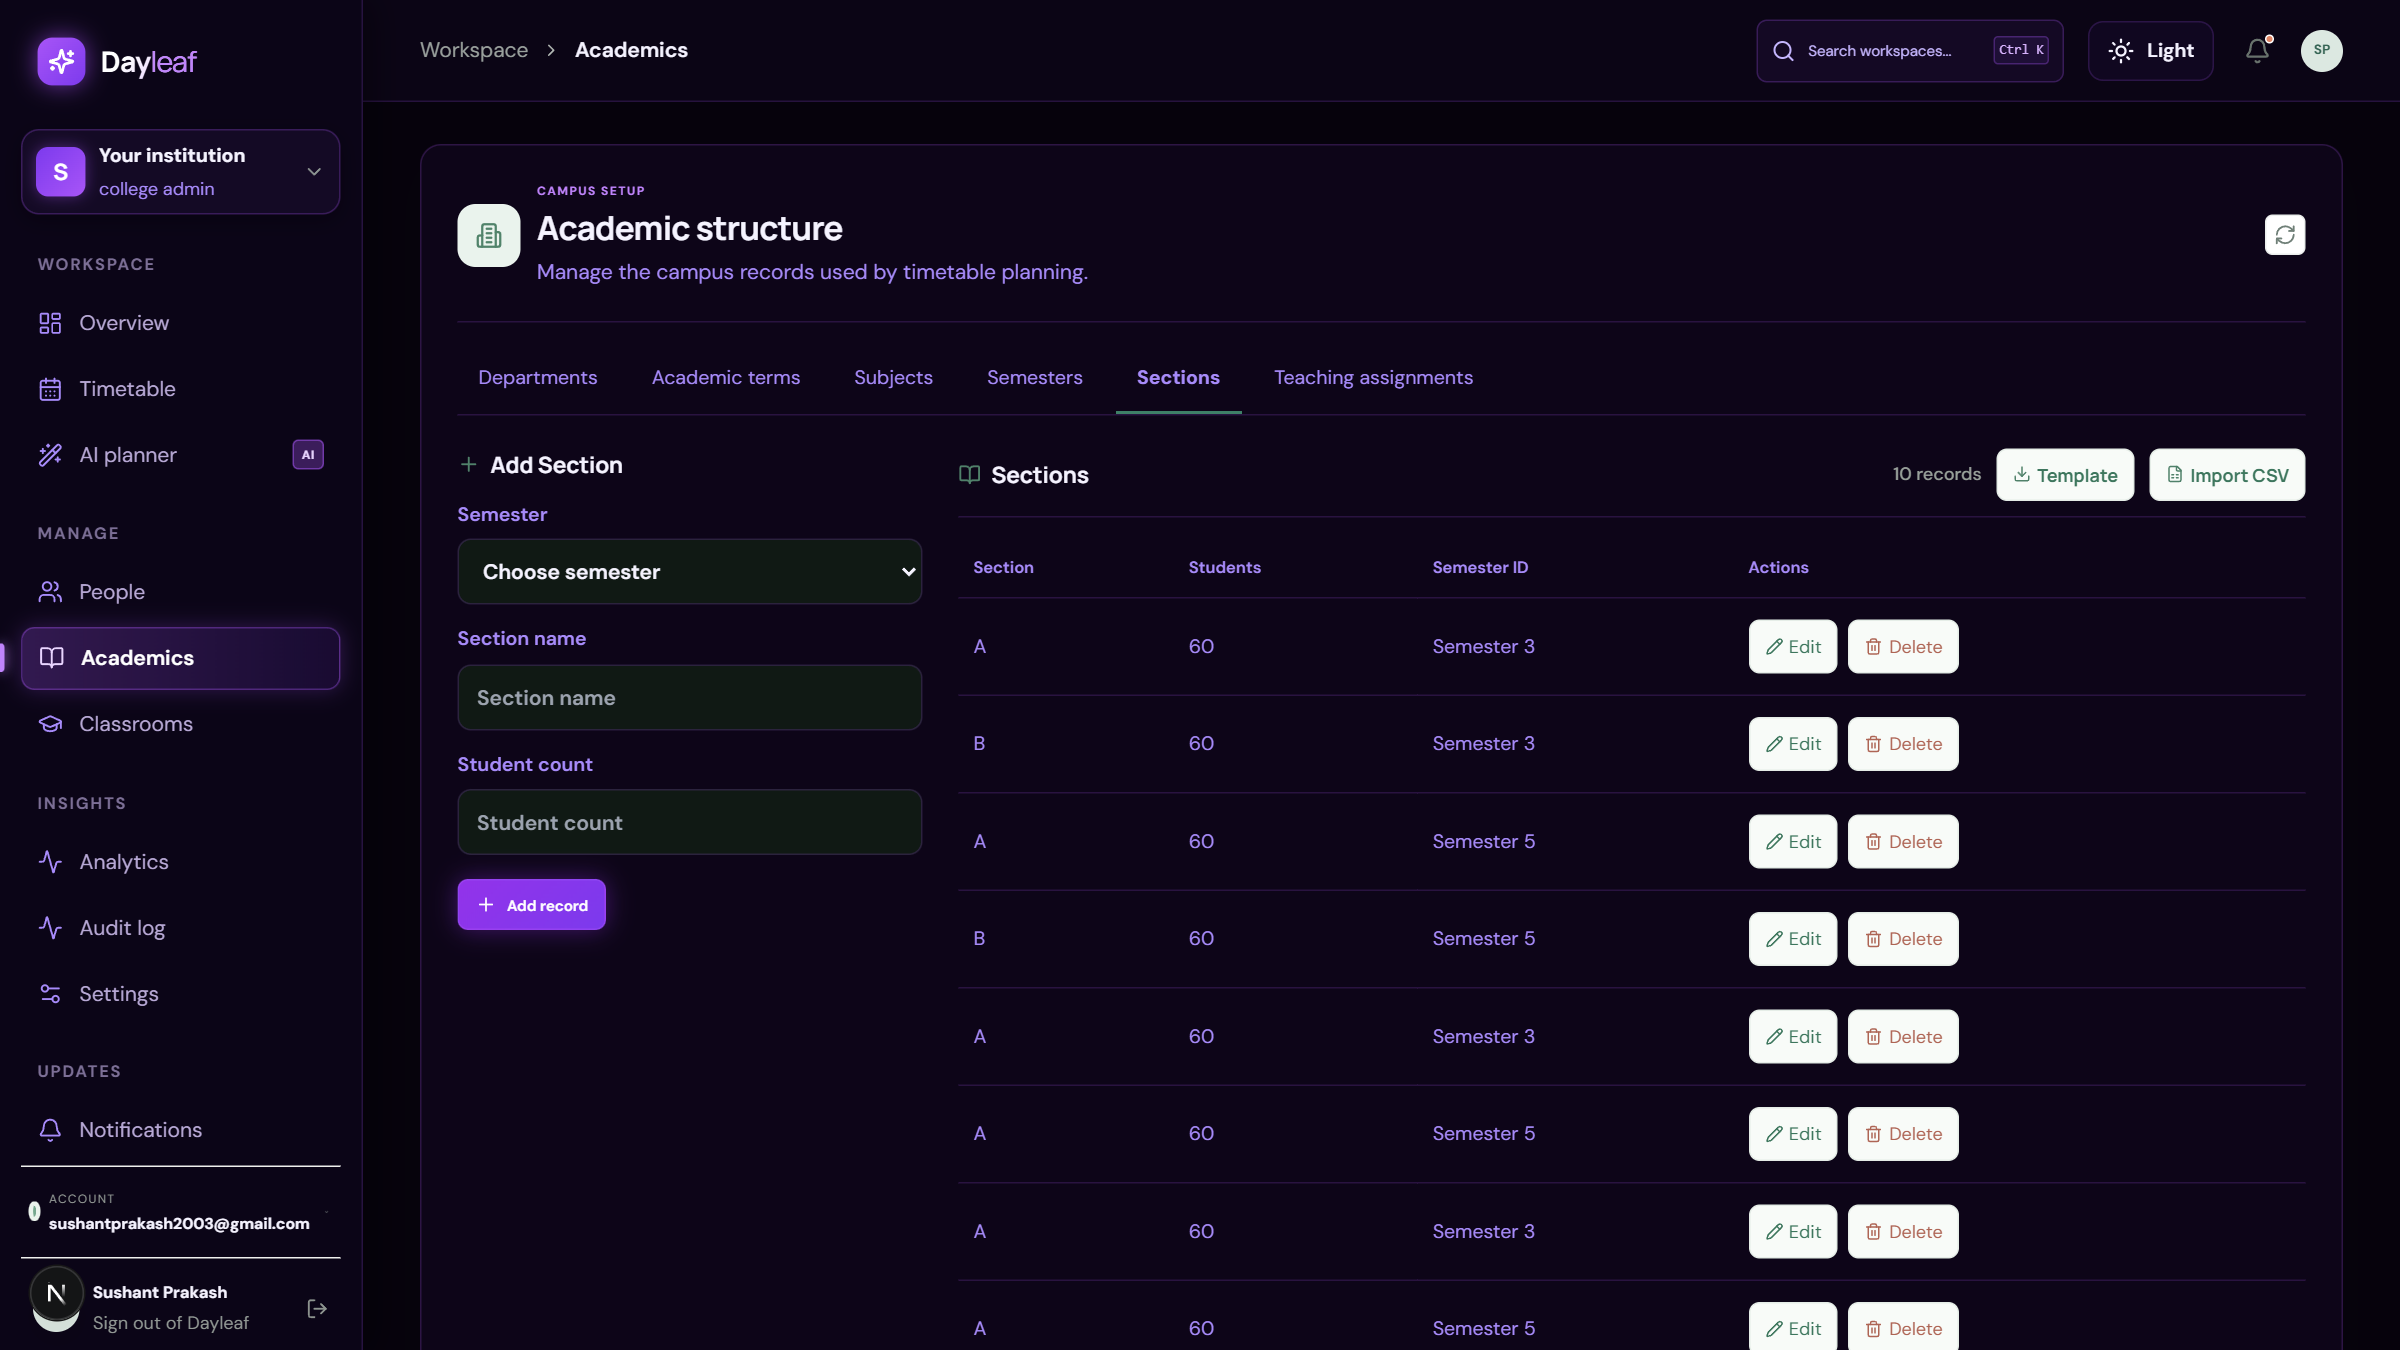 Dayleaf
S
Your institution
college admin
WORKSPACE
Overview
Timetable
AI planner
AI
MANAGE
People
Academics
Classrooms
INSIGHTS
Analytics
Audit log
Settings
UPDATES
Notifications
ACCOUNT
sushantprakash2003@gmail.com
N
Sushant Prakash
Sign out of Dayleaf
Workspace > Academics
Search workspaces...
Ctrl K
Light
SP
CAMPUS SETUP
Academic structure
Manage the campus records used by timetable planning.
Departments Academic terms Subjects Semesters Sections Teaching assignments
+ Add Section
Semester
Choose semester
Section name
Section name
Student count
Student count
+ Add record
Sections
10 records
Template
Import CSV
Section Students Semester ID Actions
A 60 Semester 3 Edit Delete
B 60 Semester 3 Edit Delete
A 60 Semester 5 Edit Delete
B 60 Semester 5 Edit Delete
A 60 Semester 3 Edit Delete
A 60 Semester 5 Edit Delete
A 60 Semester 3 Edit Delete
A 60 Semester 5 Edit Delete